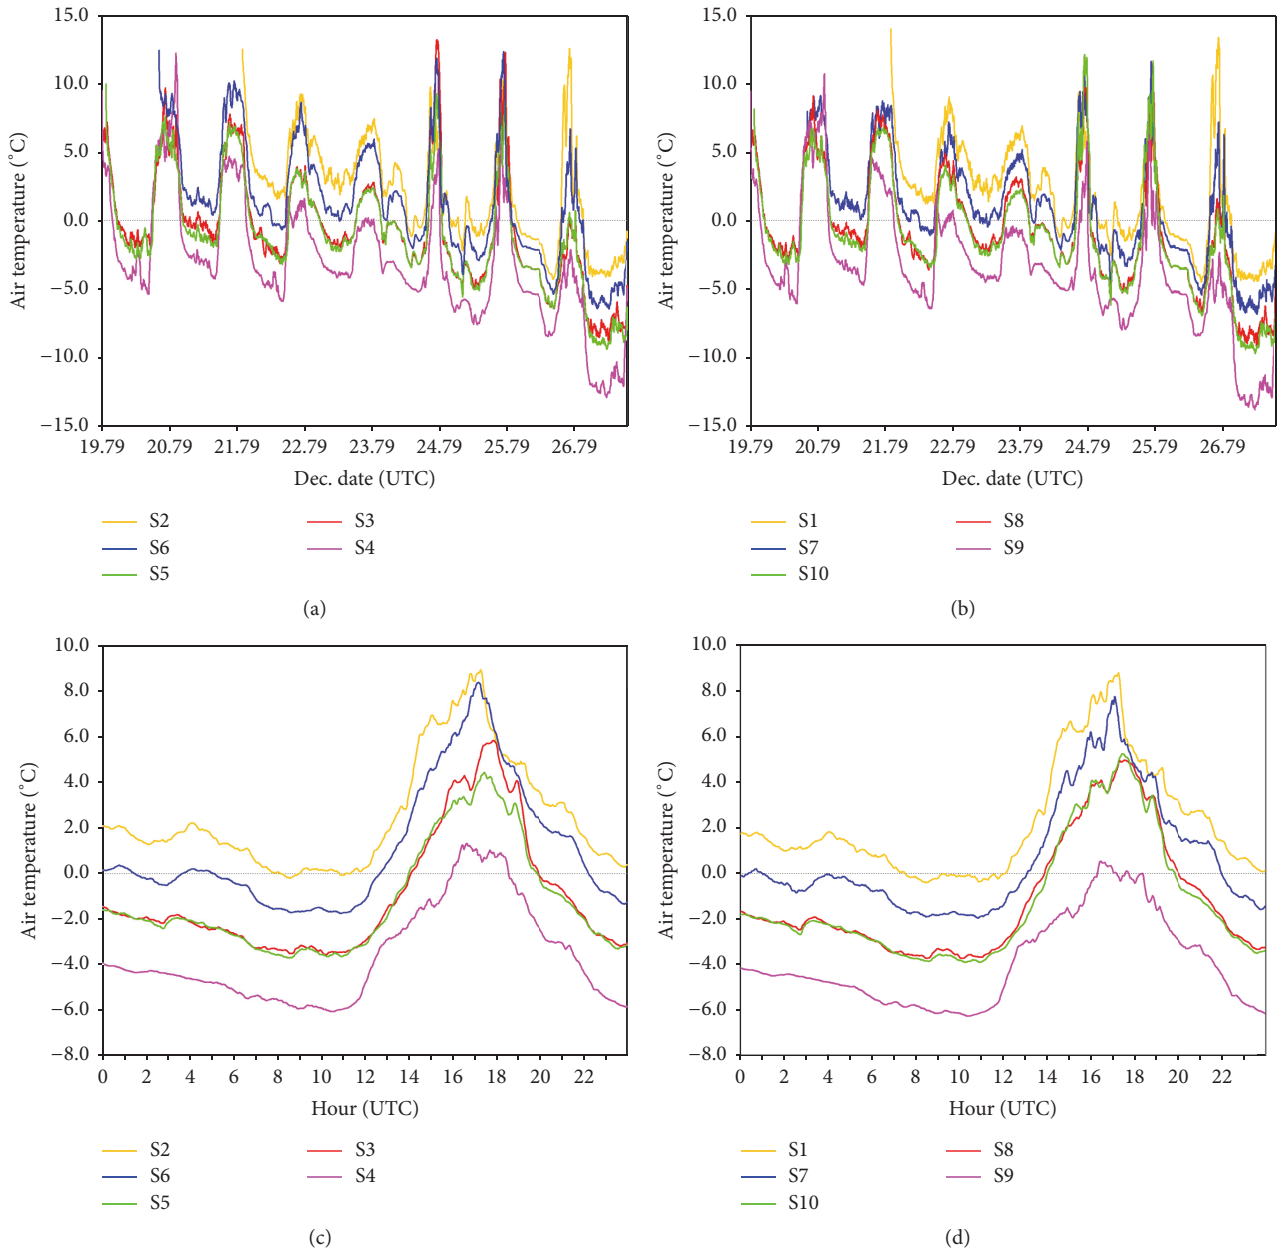 15.0
10.0
5.0
0.0
−5.0
−10.0
−15.0
Air temperature (°C)
19.79 20.79 21.79 22.79 23.79 24.79 25.79 26.79
Dec. date (UTC)
S2 S3
S6 S4
S5
(a)
15.0
10.0
5.0
0.0
−5.0
−10.0
−15.0
Air temperature (°C)
19.79 20.79 21.79 22.79 23.79 24.79 25.79 26.79
Dec. date (UTC)
S1 S8
S7 S9
S10
(b)
10.0
8.0
6.0
4.0
2.0
0.0
−2.0
−4.0
−6.0
−8.0
Air temperature (°C)
0 2 4 6 8 10 12 14 16 18 20 22
Hour (UTC)
S2 S3
S6 S4
S5
(c)
10.0
8.0
6.0
4.0
2.0
0.0
−2.0
−4.0
−6.0
−8.0
Air temperature (°C)
0 2 4 6 8 10 12 14 16 18 20 22
Hour (UTC)
S1 S8
S7 S9
S10
(d)